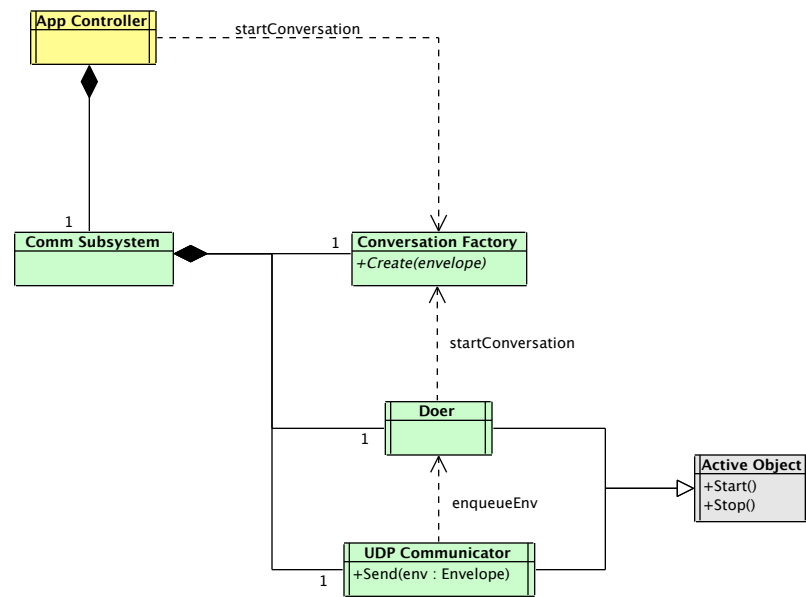 App Controller
startConversation
1
Comm Subsystem
1
Conversation Factory
+Create(envelope)
startConversation
Doer
1
Active Object
+Start()
+Stop()
enqueueEnv
UDP Communicator
+Send(env : Envelope)
1